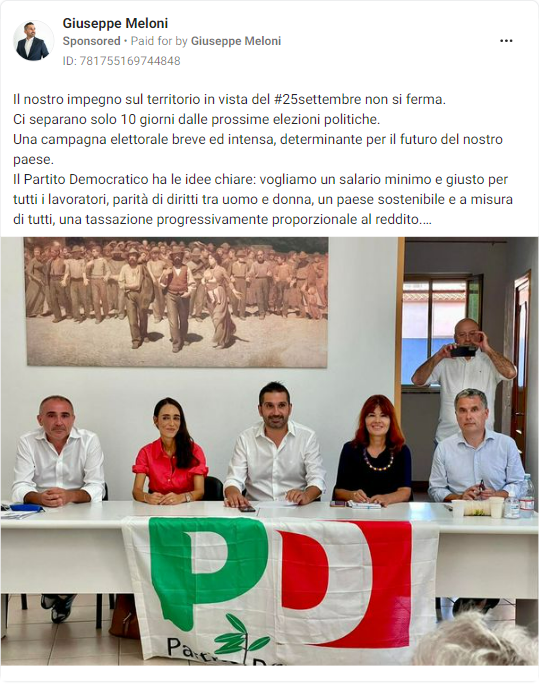 Giuseppe Meloni
Sponsored • Paid for by Giuseppe Meloni
ID: 781755169744848
Il nostro impegno sul territorio in vista del #25settembre non si ferma.
Ci separano solo 10 giorni dalle prossime elezioni politiche.
Una campagna elettorale breve ed intensa, determinante per il futuro del nostro
paese.
Il Partito Democratico ha le idee chiare: vogliamo un salario minimo e giusto per
tutti i lavoratori, parità di diritti tra uomo e donna, un paese sostenibile e a misura
di tutti, una tassazione progressivamente proporzionale al reddito....
PD